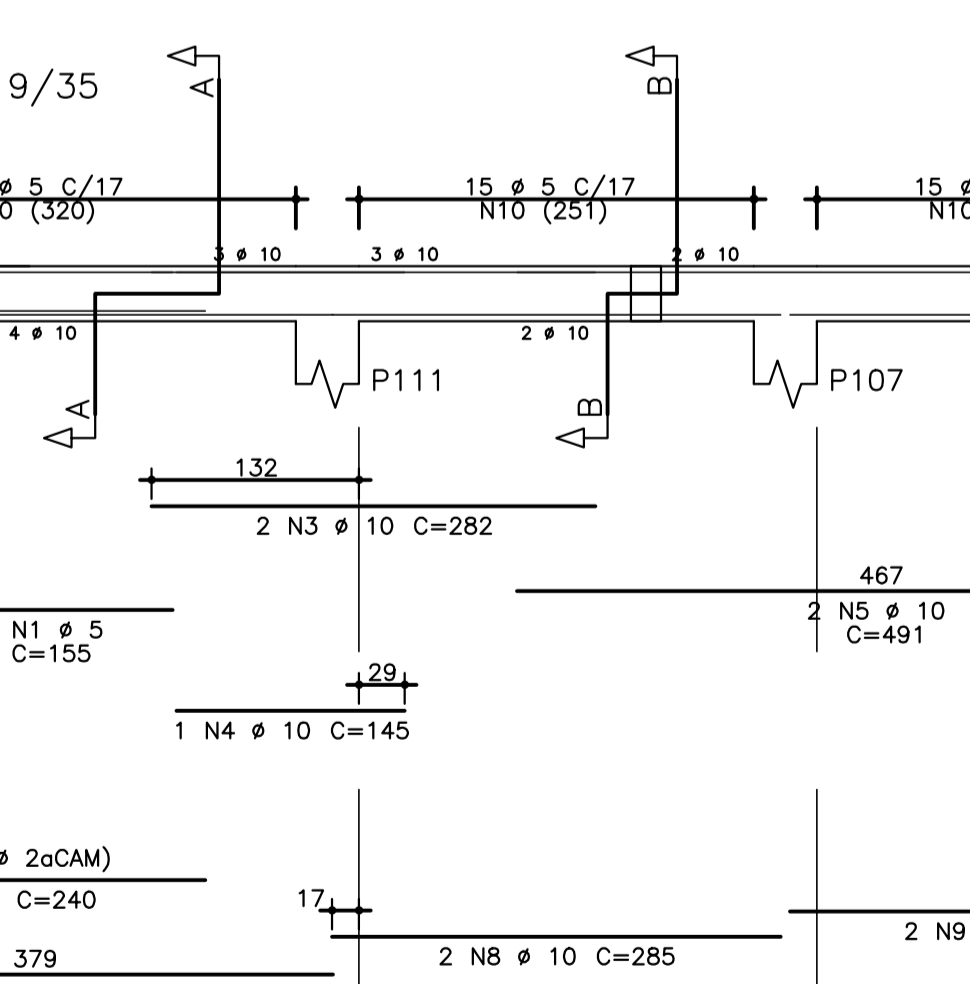 9/35
A
B
ø 5 C/17
0 (320)
15 ø 5 C/17
N10 (251)
15 ø
N10
3 ø 10
3 ø 10
2 ø 10
4 ø 10
2 ø 10
P111
P107
A
B
132
2 N3 ø 10 C=282
467
2 N5 ø 10
C=491
N1 ø 5
C=155
29
1 N4 ø 10 C=145
ø 2aCAM)
C=240
17
2 N9
379
2 N8 ø 10 C=285